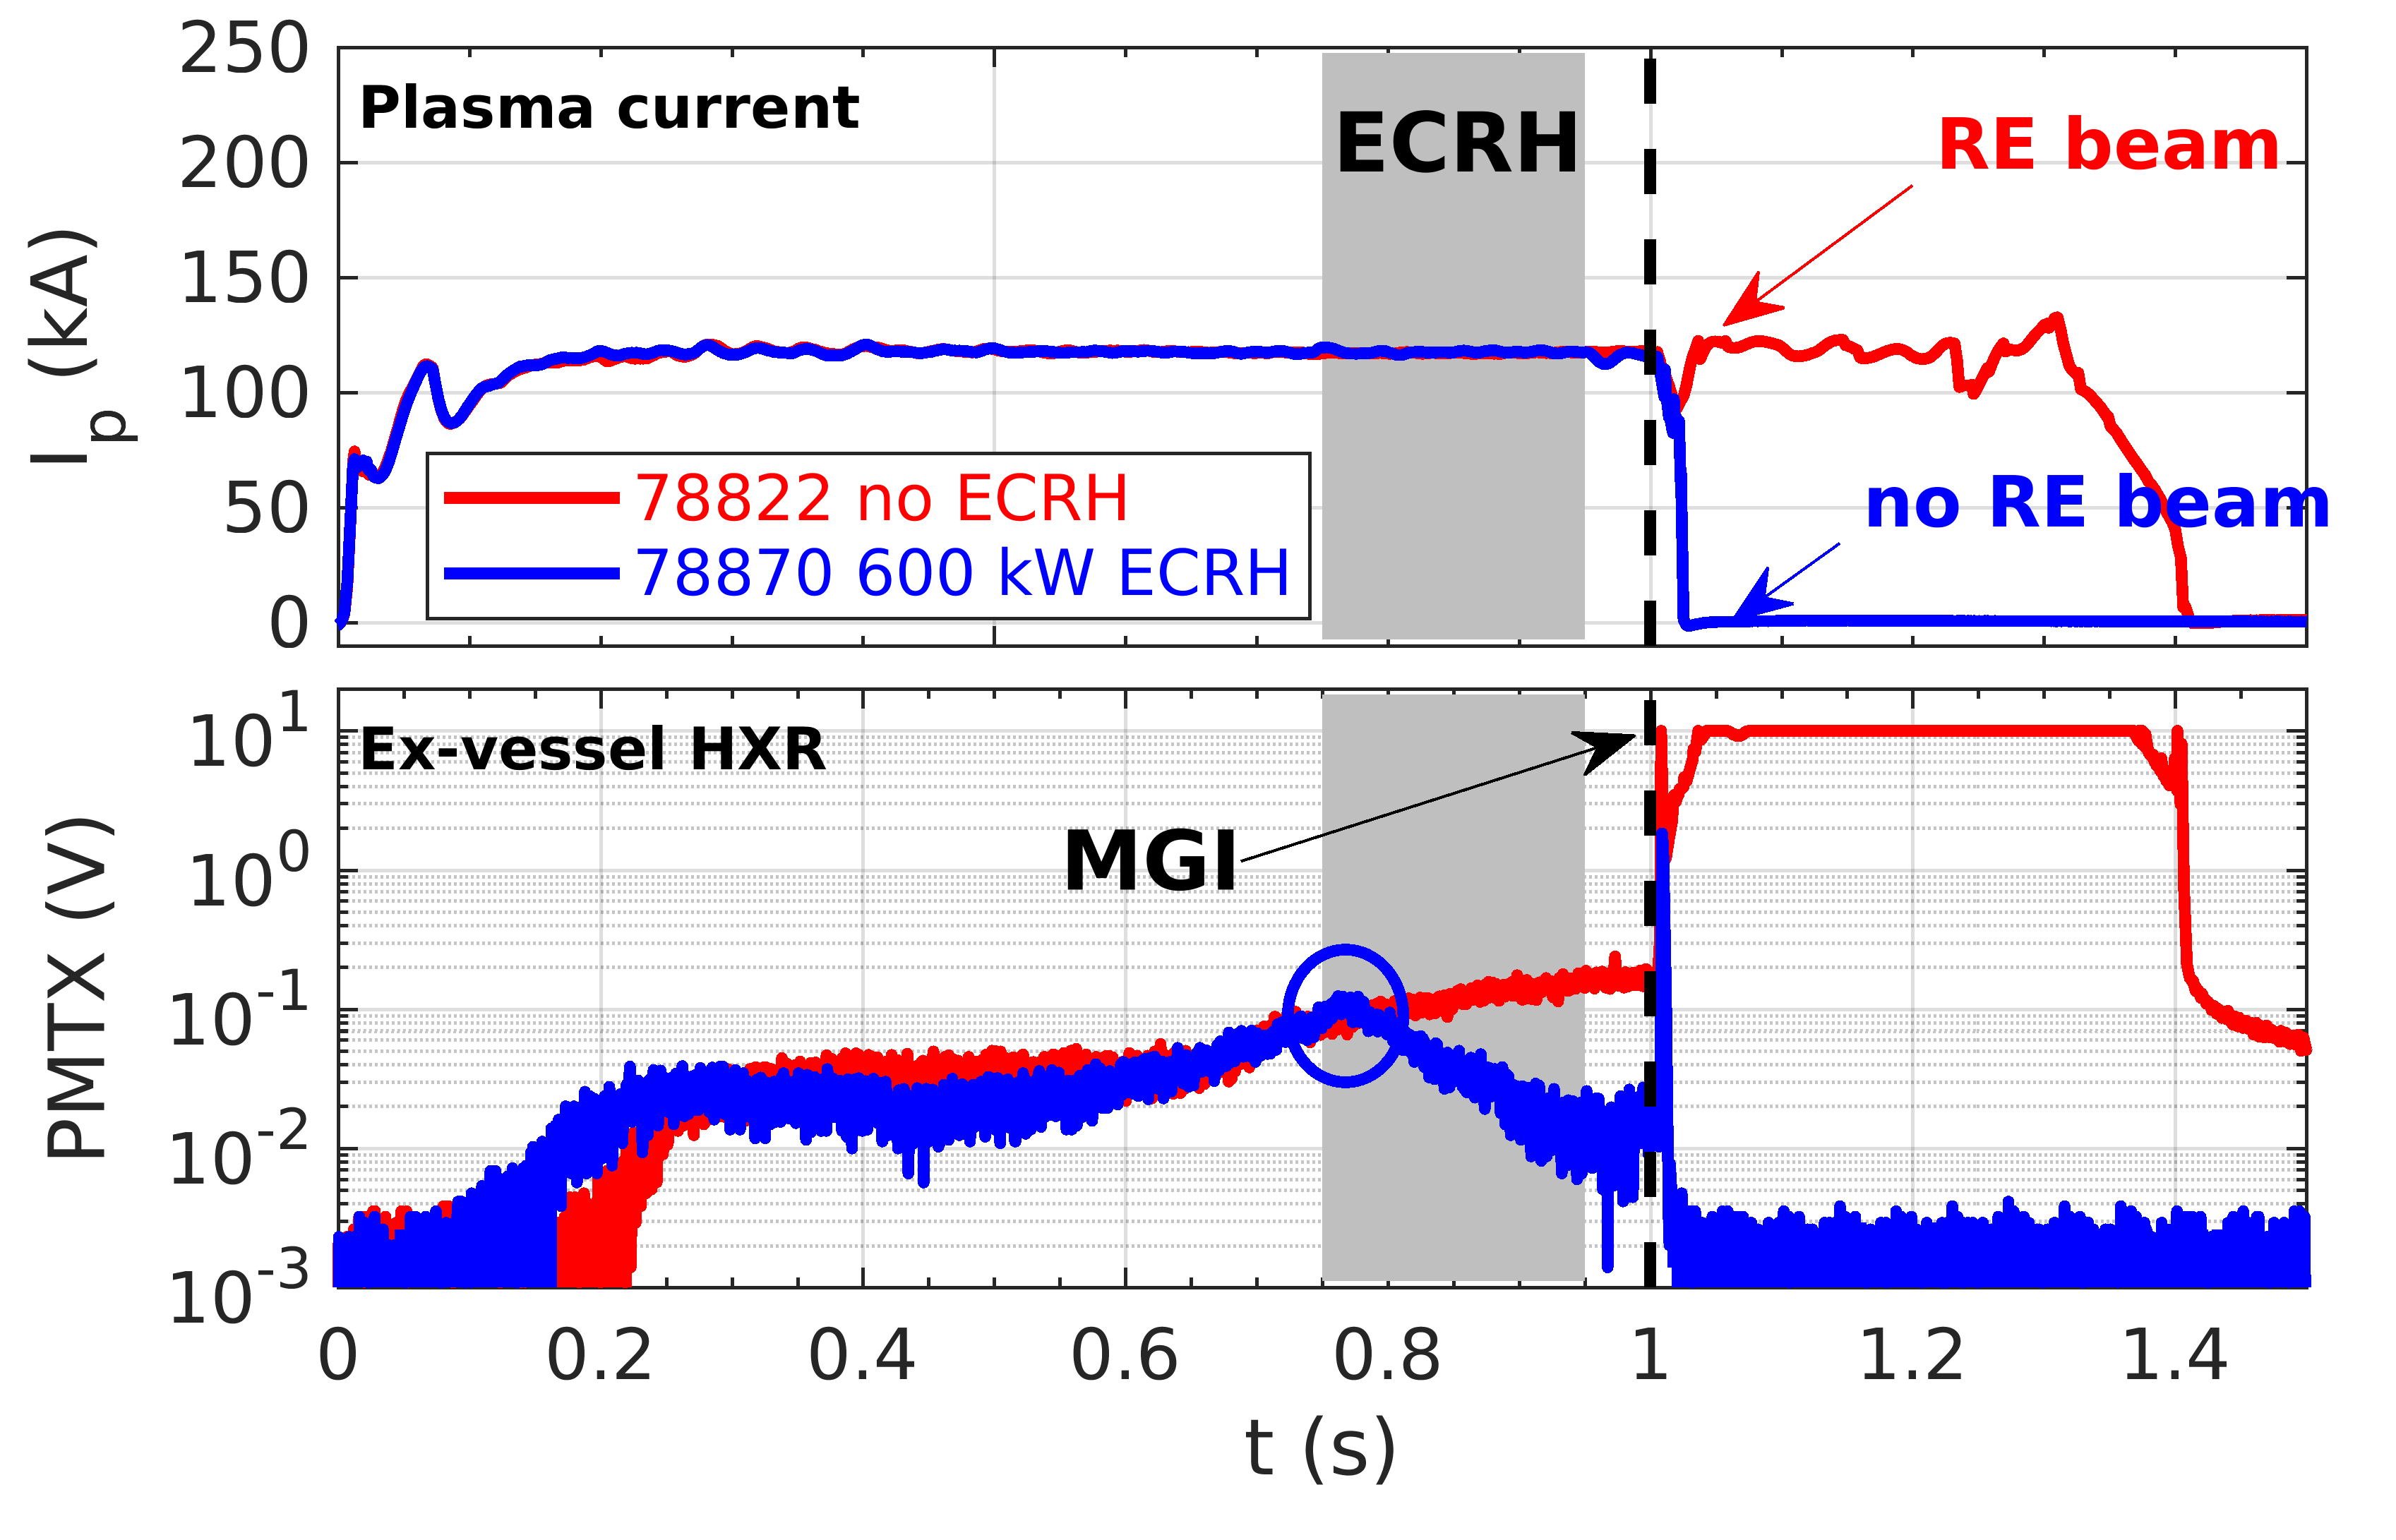 250
200
150
100
50
0
I_p (kA)
Plasma current
ECRH
RE beam
no RE beam
78822 no ECRH
78870 600 kW ECRH
10^1
10^0
10^-1
10^-2
10^-3
PMTX (V)
Ex-vessel HXR
MGI
0 0.2 0.4 0.6 0.8 1 1.2 1.4
t (s)